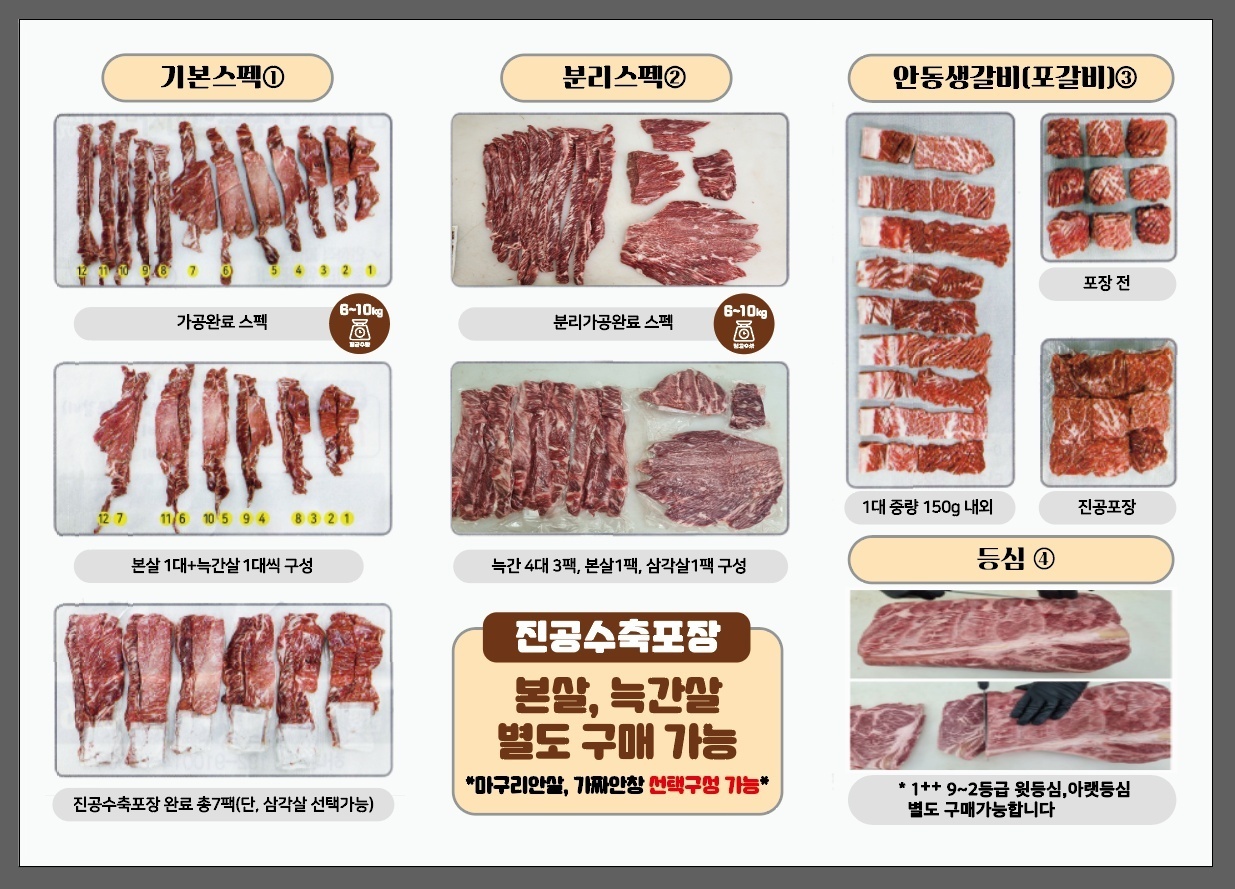 기본스펙①
12 11 10 9 8 7 6 5 4 3 2 1
가공완료 스펙
6~10kg
12 7 11 6 10 5 9 4 8 3 2 1
본살 1대+늑간살 1대씩 구성
진공수축포장 완료 총7팩(단, 삼각살 선택가능)
분리스펙②
분리가공완료 스펙
6~10kg
늑간 4대 3팩, 본살1팩, 삼각살1팩 구성
진공수축포장
본살, 늑간살
별도 구매 가능
*마구리안살, 가짜안창 선택구성 가능*
안동생갈비(포갈비)③
포장 전
1대 중량 150g 내외
진공포장
등심 ④
* 1++ 9~2등급 윗등심,아랫등심
별도 구매가능합니다